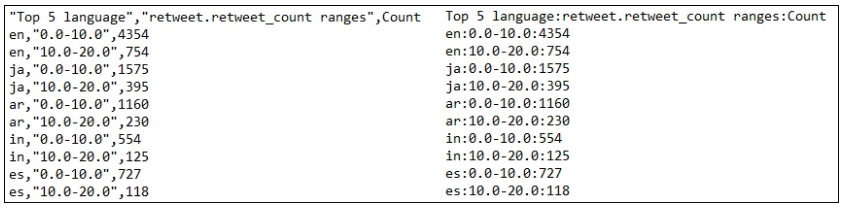 "Top 5 language","retweet.retweet_count ranges",Count
en,"0.0-10.0",4354
en,"10.0-20.0",754
ja,"0.0-10.0",1575
ja,"10.0-20.0",395
ar,"0.0-10.0",1160
ar,"10.0-20.0",230
in,"0.0-10.0",554
in,"10.0-20.0",125
es,"0.0-10.0",727
es,"10.0-20.0",118
Top 5 language:retweet.retweet_count ranges:Count
en:0.0-10.0:4354
en:10.0-20.0:754
ja:0.0-10.0:1575
ja:10.0-20.0:395
ar:0.0-10.0:1160
ar:10.0-20.0:230
in:0.0-10.0:554
in:10.0-20.0:125
es:0.0-10.0:727
es:10.0-20.0:118